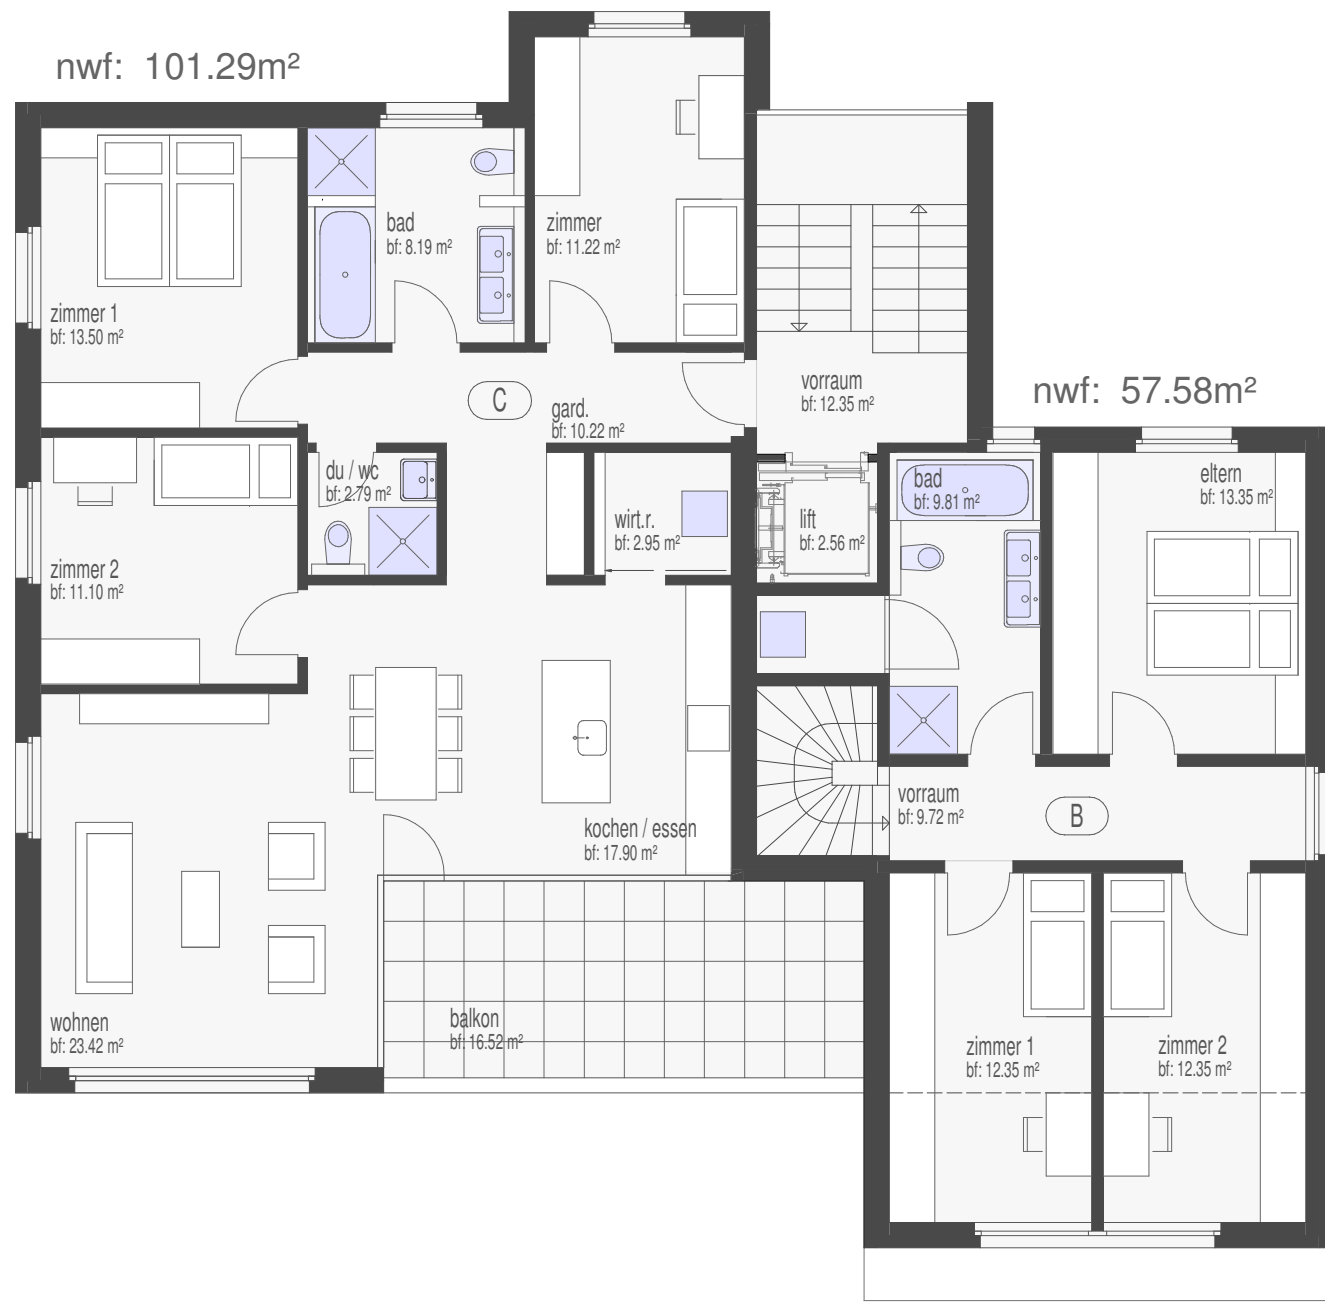 nwf: 101.29m²
bad
bf: 8.19 m²
zimmer
bf: 11.22 m²
zimmer 1
bf: 13.50 m²
C
gard.
bf: 10.22 m²
vorraum
bf: 12.35 m²
nwf: 57.58m²
du / wc
bf: 2.79 m²
wirt.r.
bf: 2.95 m²
lift
bf: 2.56 m²
bad
bf: 9.81 m²
eltern
bf: 13.35 m²
zimmer 2
bf: 11.10 m²
kochen / essen
bf: 17.90 m²
vorraum
bf: 9.72 m²
B
wohnen
bf: 23.42 m²
balkon
bf: 16.52 m²
zimmer 1
bf: 12.35 m²
zimmer 2
bf: 12.35 m²